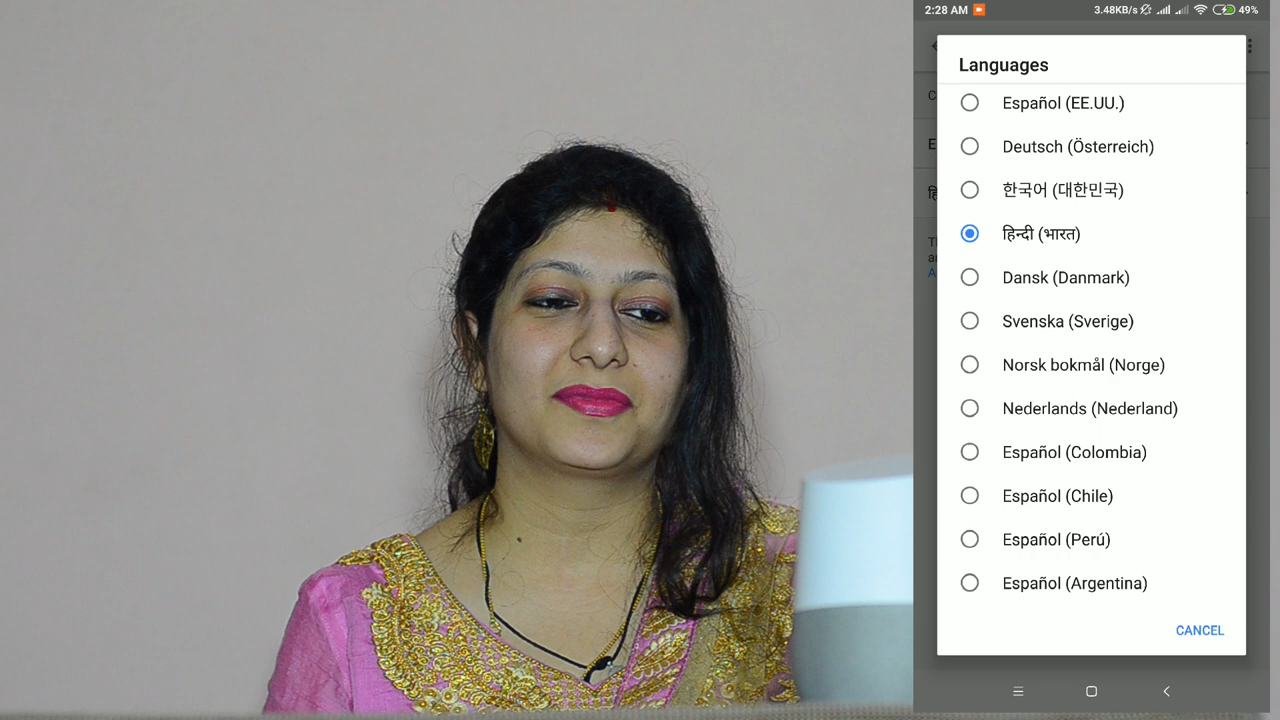 2:28 AM 3.48KB/s 49%
Languages
Español (EE.UU.)
Deutsch (Österreich)
한국어 (대한민국)
हिन्दी (भारत)
Dansk (Danmark)
Svenska (Sverige)
Norsk bokmål (Norge)
Nederlands (Nederland)
Español (Colombia)
Español (Chile)
Español (Perú)
Español (Argentina)
CANCEL